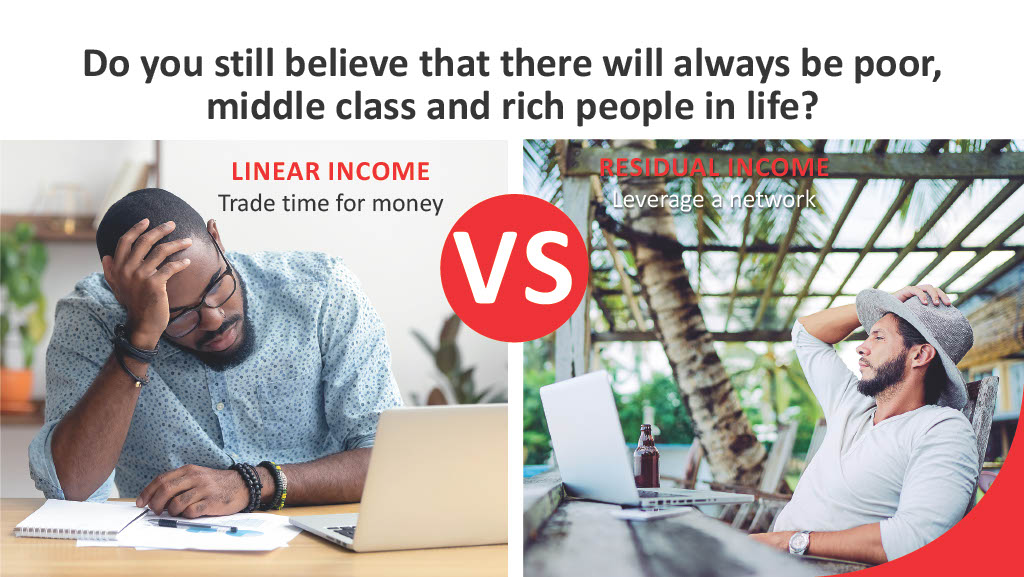 Do you still believe that there will always be poor,
middle class and rich people in life?
LINEAR INCOME
Trade time for money
VS
RESIDUAL INCOME
Leverage a network